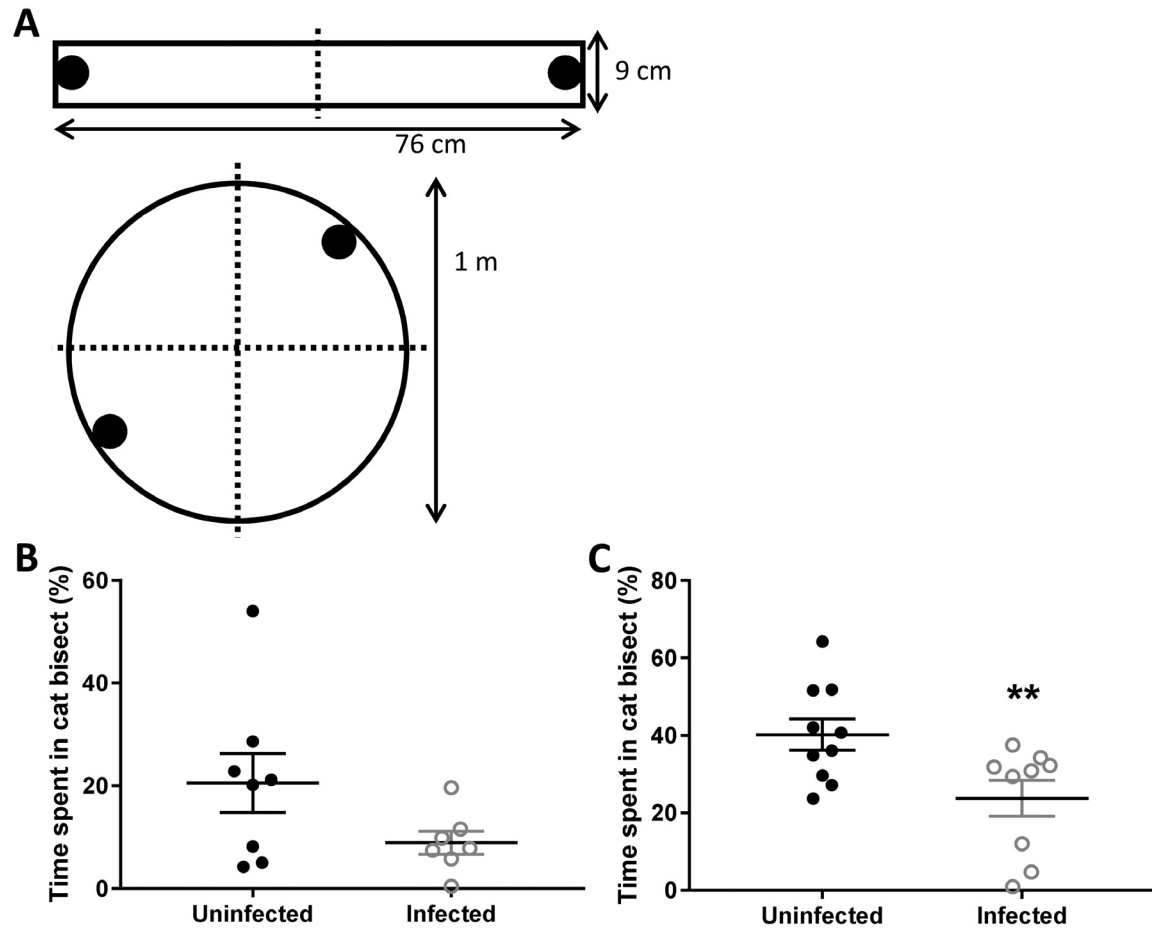 A
9 cm
76 cm
1 m
B
Time spent in cat bisect (%)
60
40
20
0
Uninfected
Infected
C
Time spent in cat bisect (%)
80
60
40
20
0
**
Uninfected
Infected